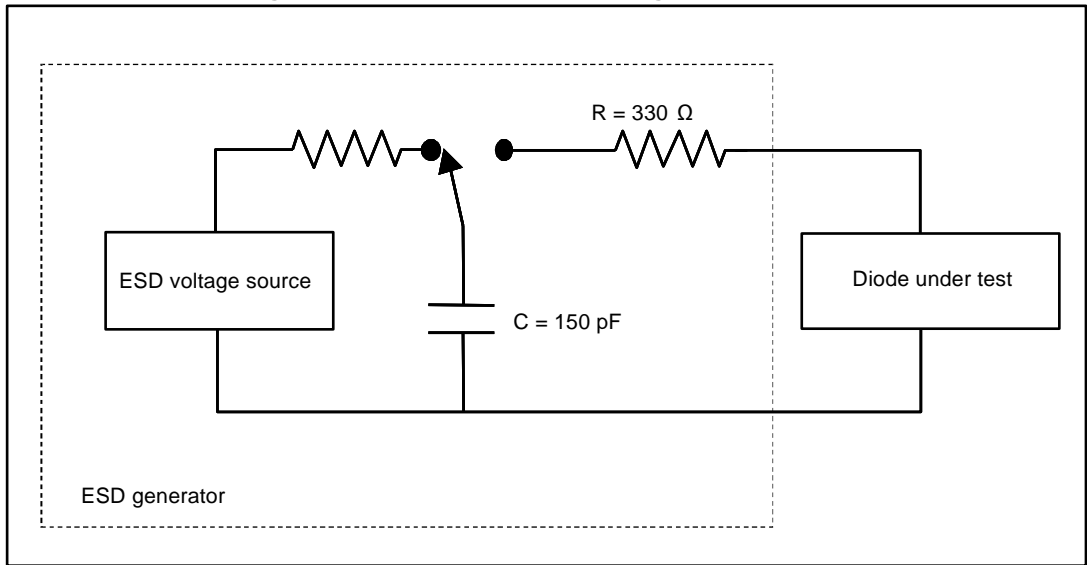 R = 330 Ω
ESD voltage source
Diode under test
C = 150 pF
ESD generator